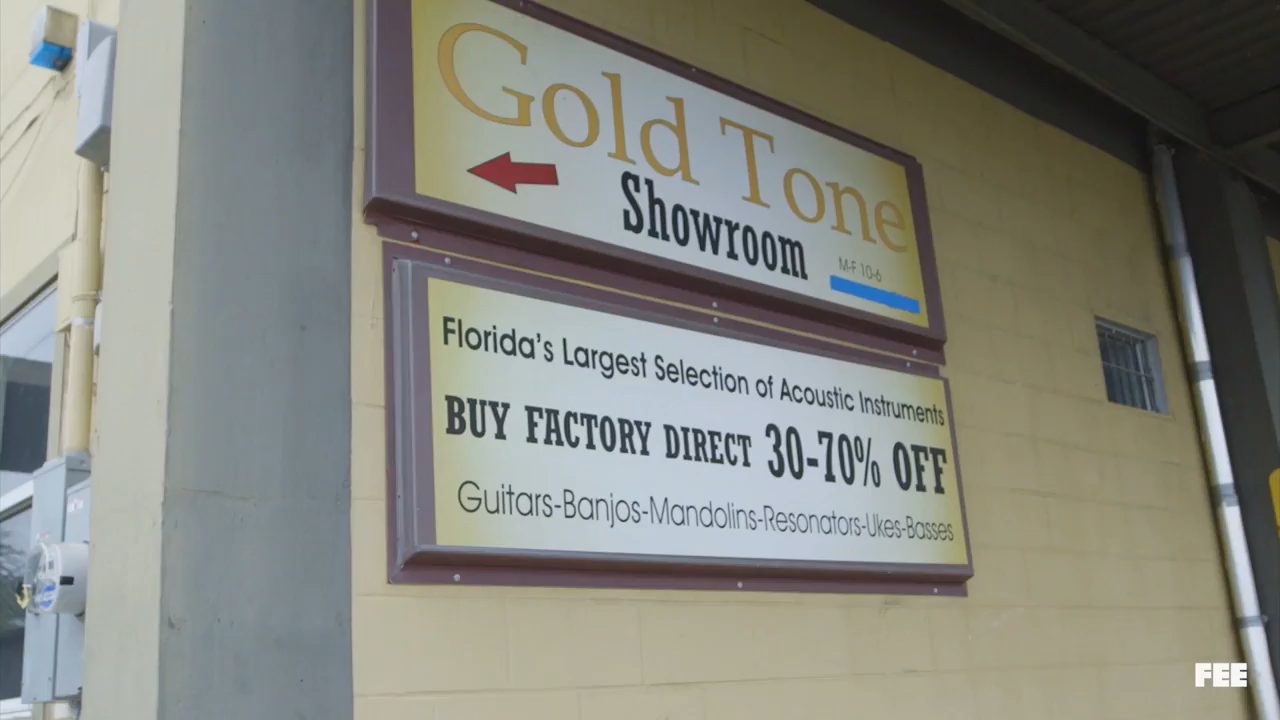 Gold Tone
Showroom
M-F 10-6
Florida's Largest Selection of Acoustic Instruments
BUY FACTORY DIRECT 30-70% OFF
Guitars-Banjos-Mandolins-Resonators-Ukes-Basses
FEE